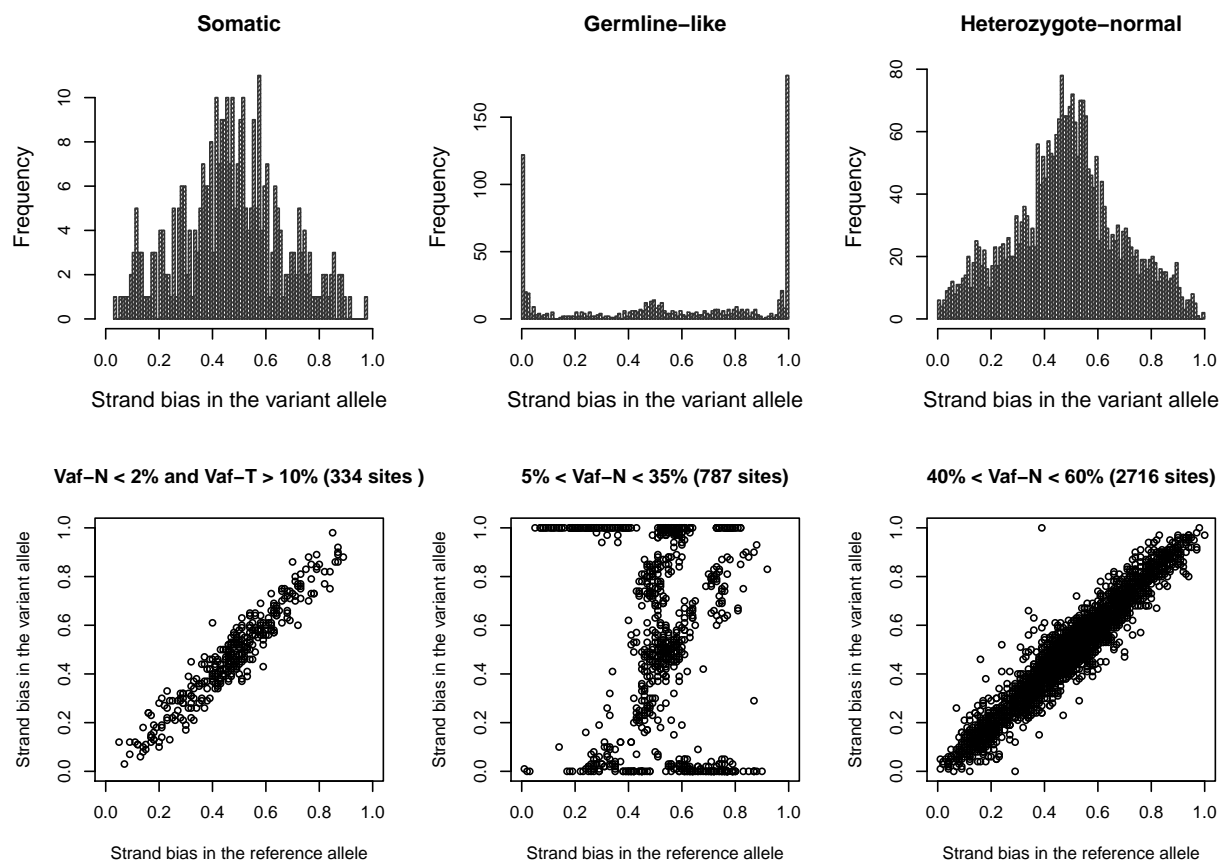 Somatic
Germline−like
Heterozygote−normal
Frequency
0 2 4 6 8 10
0.0 0.2 0.4 0.6 0.8 1.0
Strand bias in the variant allele
Frequency
0 50 100 150
0.0 0.2 0.4 0.6 0.8 1.0
Strand bias in the variant allele
Frequency
0 20 40 60 80
0.0 0.2 0.4 0.6 0.8 1.0
Strand bias in the variant allele
Vaf−N < 2% and Vaf−T > 10% (334 sites )
5% < Vaf−N < 35% (787 sites)
40% < Vaf−N < 60% (2716 sites)
Strand bias in the variant allele
0.0 0.2 0.4 0.6 0.8 1.0
0.0 0.2 0.4 0.6 0.8 1.0
Strand bias in the reference allele
Strand bias in the variant allele
0.0 0.2 0.4 0.6 0.8 1.0
0.0 0.2 0.4 0.6 0.8 1.0
Strand bias in the reference allele
Strand bias in the variant allele
0.0 0.2 0.4 0.6 0.8 1.0
0.0 0.2 0.4 0.6 0.8 1.0
Strand bias in the reference allele